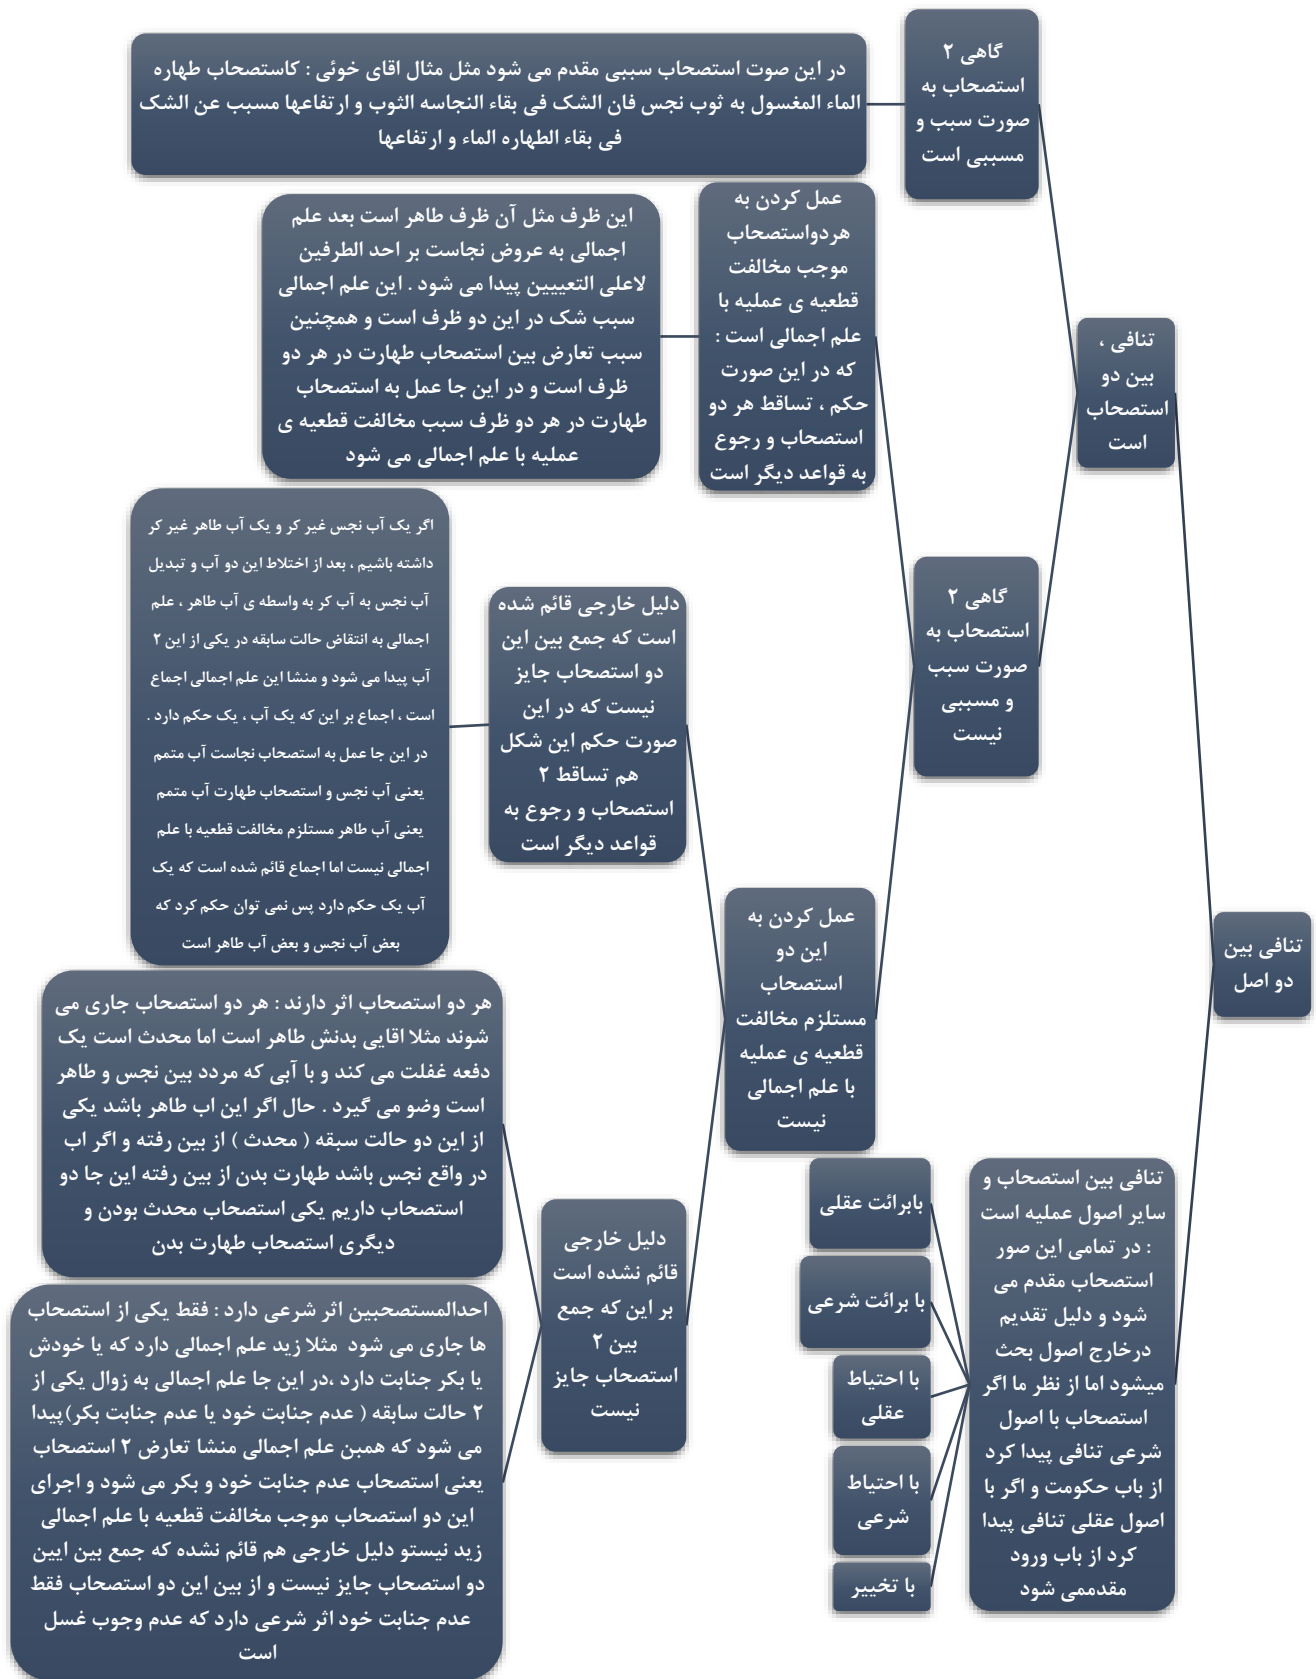 تنافی بین
دو اصل
تنافی ،
بین دو
استصحاب
است
گاهی ۲
استصحاب به
صورت سبب و
مسببی است
در این صوت استصحاب سببی مقدم می شود مثل مثال اقای خوئی : کاستصحاب طهاره
الماء المغسول به ثوب نجس فان الشک فی بقاء النجاسه الثوب و ارتفاعها مسبب عن الشک
فی بقاء الطهاره الماء و ارتفاعها
گاهی ۲
استصحاب به
صورت سبب
و مسببی
نیست
عمل کردن به
هردواستصحاب
موجب مخالفت
قطعیه ی عملیه با
علم اجمالی است :
که در این صورت
حکم ، تساقط هر دو
استصحاب و رجوع
به قواعد دیگر است
این ظرف مثل آن ظرف طاهر است بعد علم
اجمالی به عروض نجاست بر احد الطرفین
لاعلی التعییین پیدا می شود . این علم اجمالی
سبب شک در این دو ظرف است و همچنین
سبب تعارض بین استصحاب طهارت در هر دو
ظرف است و در این جا عمل به استصحاب
طهارت در هر دو ظرف سبب مخالفت قطعیه ی
عملیه با علم اجمالی می شود
عمل کردن به
این دو
استصحاب
مستلزم مخالفت
قطعیه ی عملیه
با علم اجمالی
نیست
دلیل خارجی قائم شده
است که جمع بین این
دو استصحاب جایز
نیست که در این
صورت حکم این شکل
هم تساقط ۲
استصحاب و رجوع به
قواعد دیگر است
اگر یک آب نجس غیر کر و یک آب طاهر غیر کر
داشته باشیم ، بعد از اختلاط این دو آب و تبدیل
آب نجس به آب کر به واسطه ی آب طاهر ، علم
اجمالی به انتقاض حالت سابقه در یکی از این ۲
آب پیدا می شود و منشا این علم اجمالی اجماع
است ، اجماع بر این که یک آب ، یک حکم دارد .
در این جا عمل به استصحاب نجاست آب متمم
یعنی آب نجس و استصحاب طهارت آب متمم
یعنی آب طاهر مستلزم مخالفت قطعیه با علم
اجمالی نیست اما اجماع قائم شده است که یک
آب یک حکم دارد پس نمی توان حکم کرد که
بعض آب نجس و بعض آب طاهر است
دلیل خارجی
قائم نشده است
بر این که جمع
بین ۲
استصحاب جایز
نیست
هر دو استصحاب اثر دارند : هر دو استصحاب جاری می
شوند مثلا اقایی بدنش طاهر است اما محدث است یک
دفعه غفلت می کند و با آبی که مردد بین نجس و طاهر
است وضو می گیرد . حال اگر این اب طاهر باشد یکی
از این دو حالت سبقه ( محدث ) از بین رفته و اگر اب
در واقع نجس باشد طهارت بدن از بین رفته این جا دو
استصحاب داریم یکی استصحاب محدث بودن و
دیگری استصحاب طهارت بدن
احدالمستصحبین اثر شرعی دارد : فقط یکی از استصحاب
ها جاری می شود مثلا زید علم اجمالی دارد که یا خودش
یا بکر جنابت دارد ،در این جا علم اجمالی به زوال یکی از
۲ حالت سابقه ( عدم جنابت خود یا عدم جنابت بکر)پیدا
می شود که همبن علم اجمالی منشا تعارض ۲ استصحاب
یعنی استصحاب عدم جنابت خود و بکر می شود و اجرای
این دو استصحاب موجب مخالفت قطعیه با علم اجمالی
زید نیستو دلیل خارجی هم قائم نشده که جمع بین ایین
دو استصحاب جایز نیست و از بین این دو استصحاب فقط
عدم جنابت خود اثر شرعی دارد که عدم وجوب غسل
است
تنافی بین استصحاب و
سایر اصول عملیه است
: در تمامی این صور
استصحاب مقدم می
شود و دلیل تقدیم
درخارج اصول بحث
میشود اما از نظر ما اگر
استصحاب با اصول
شرعی تنافی پیدا کرد
از باب حکومت و اگر با
اصول عقلی تنافی پیدا
کرد از باب ورود
مقدممی شود
بابرائت عقلی
با برائت شرعی
با احتیاط
عقلی
با احتیاط
شرعی
با تخییر